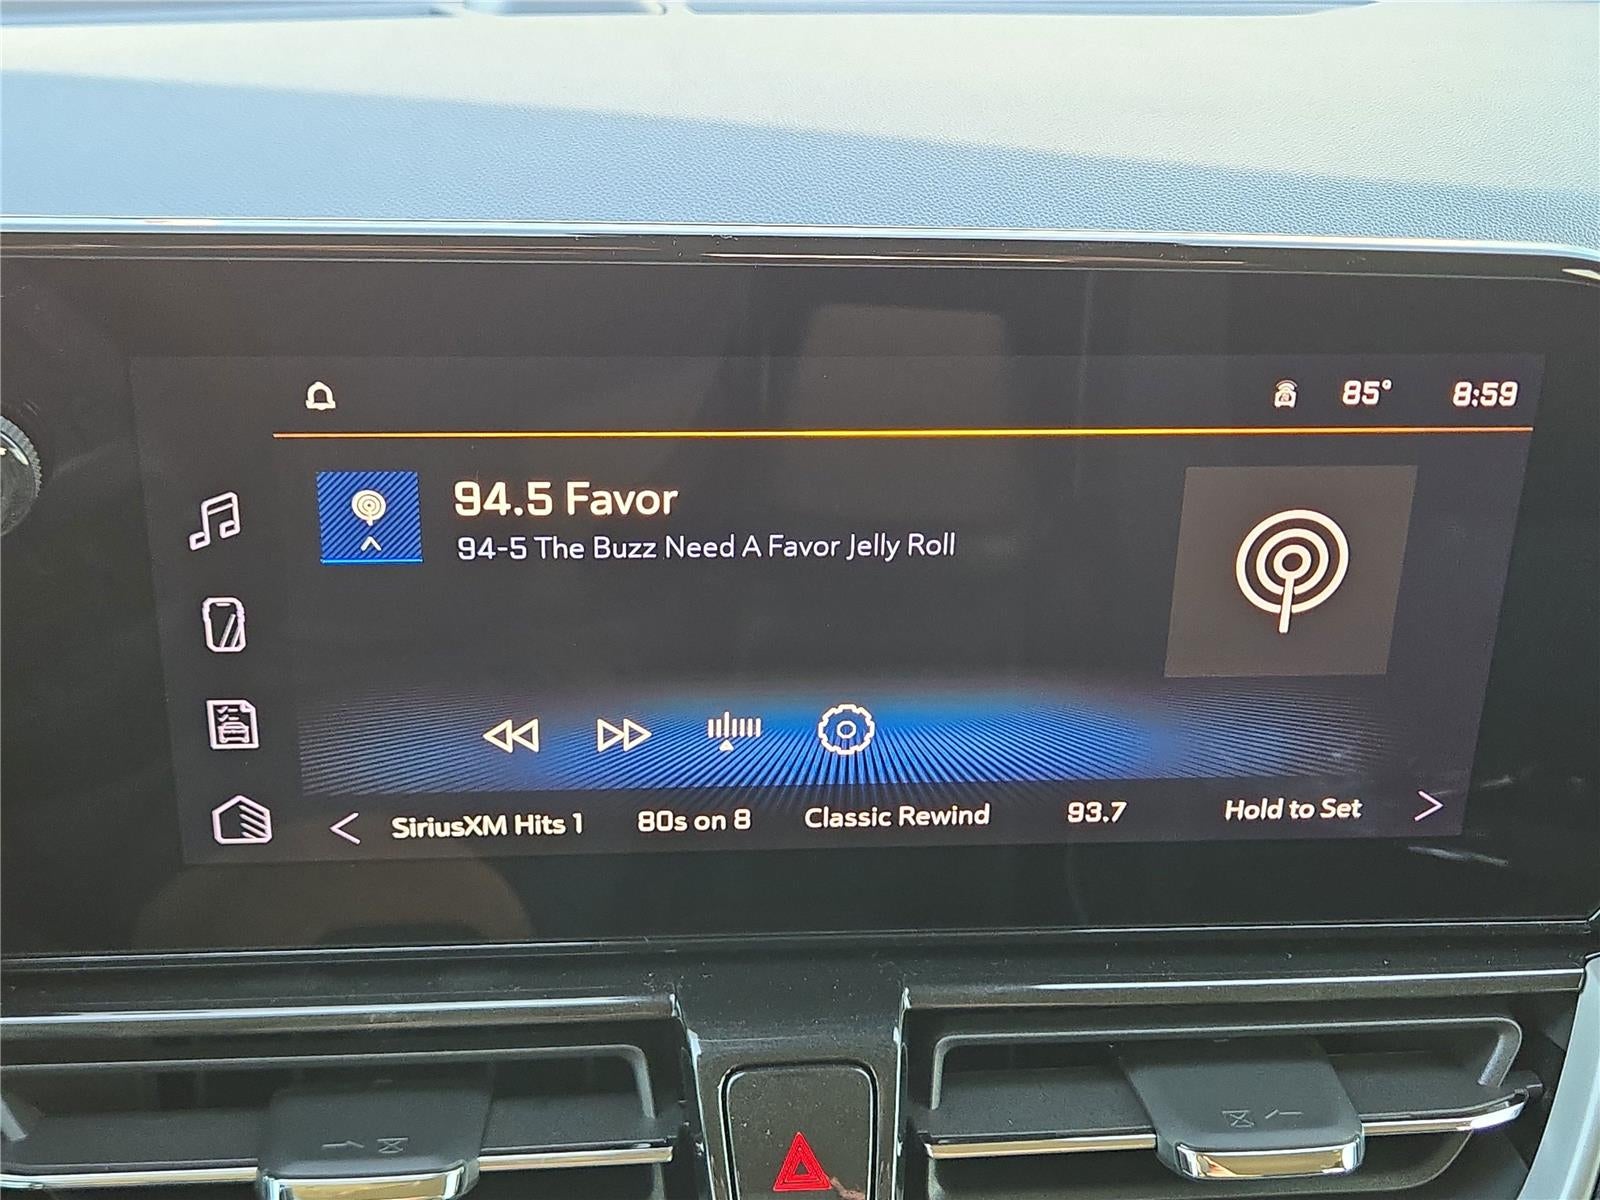 85° 8:59
94.5 Favor
94-5 The Buzz Need A Favor Jelly Roll
SiriusXM Hits 1 80s on 8 Classic Rewind 93.7 Hold to Set